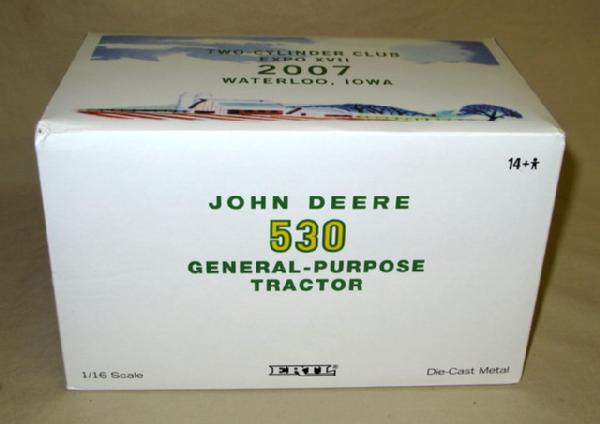 TWO-CYLINDER CLUB
EXPO XVII
2007
WATERLOO, IOWA
14+
JOHN DEERE
530
GENERAL-PURPOSE
TRACTOR
1/16 Scale
ERTL®
Die-Cast Metal